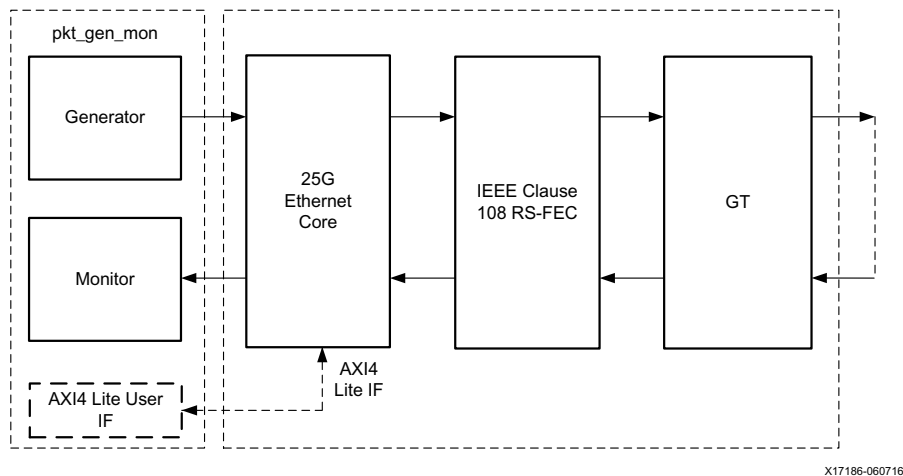 pkt_gen_mon
Generator
Monitor
AXI4 Lite User
IF
25G
Ethernet
Core
AXI4
Lite IF
IEEE Clause
108 RS-FEC
GT
X17186-060716